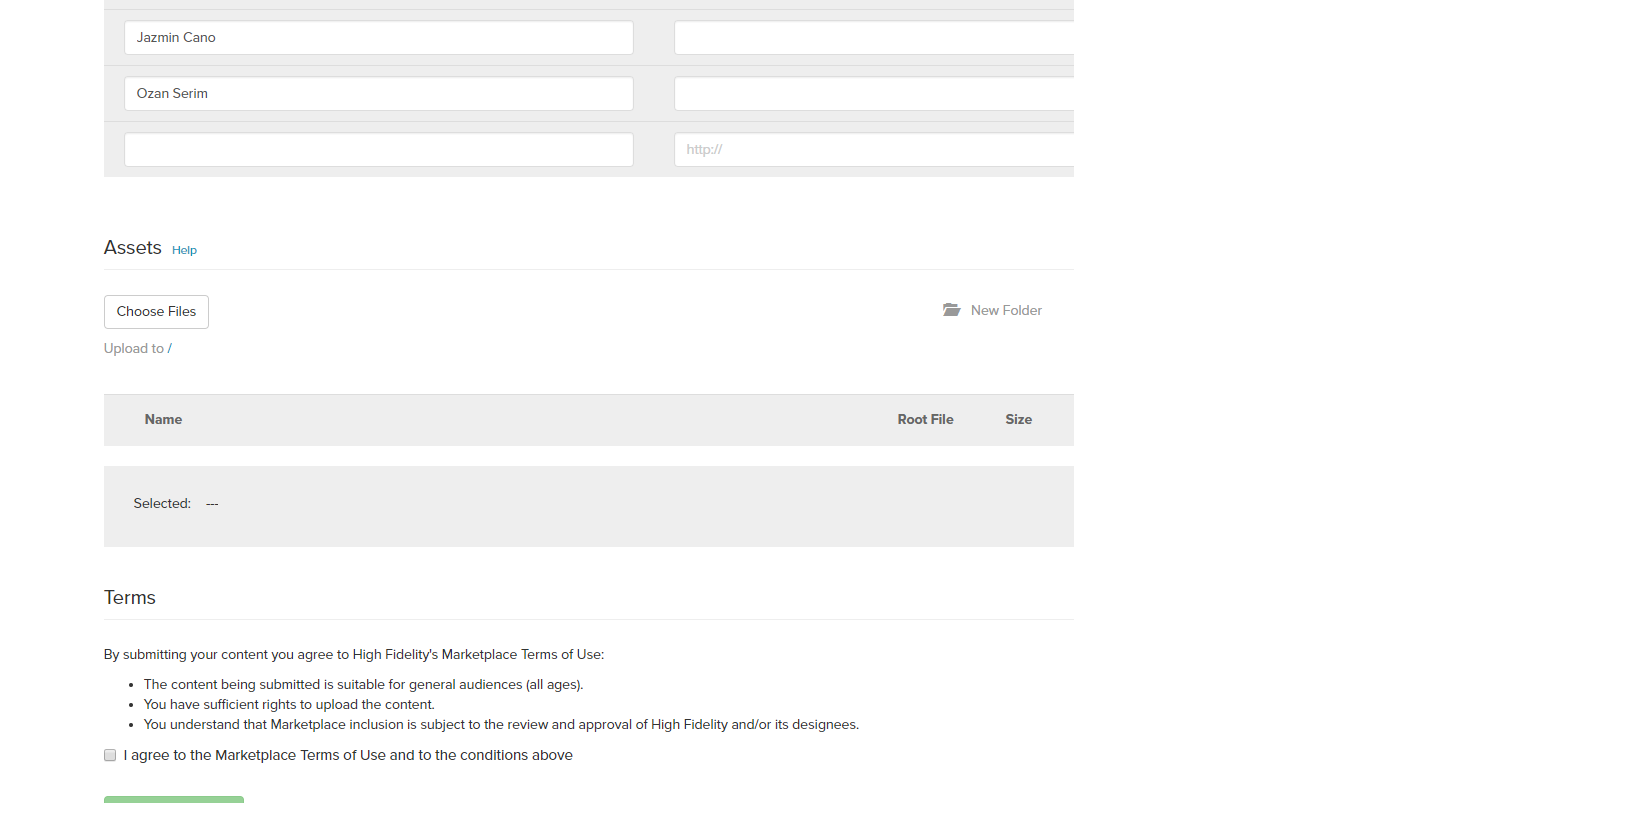 Jazmin Cano
Ozan Serim
http://
Assets Help
Choose Files
New Folder
Upload to /
Name Root File Size
Selected: ---
Terms
By submitting your content you agree to High Fidelity's Marketplace Terms of Use:
• The content being submitted is suitable for general audiences (all ages).
• You have sufficient rights to upload the content.
• You understand that Marketplace inclusion is subject to the review and approval of High Fidelity and/or its designees.
I agree to the Marketplace Terms of Use and to the conditions above